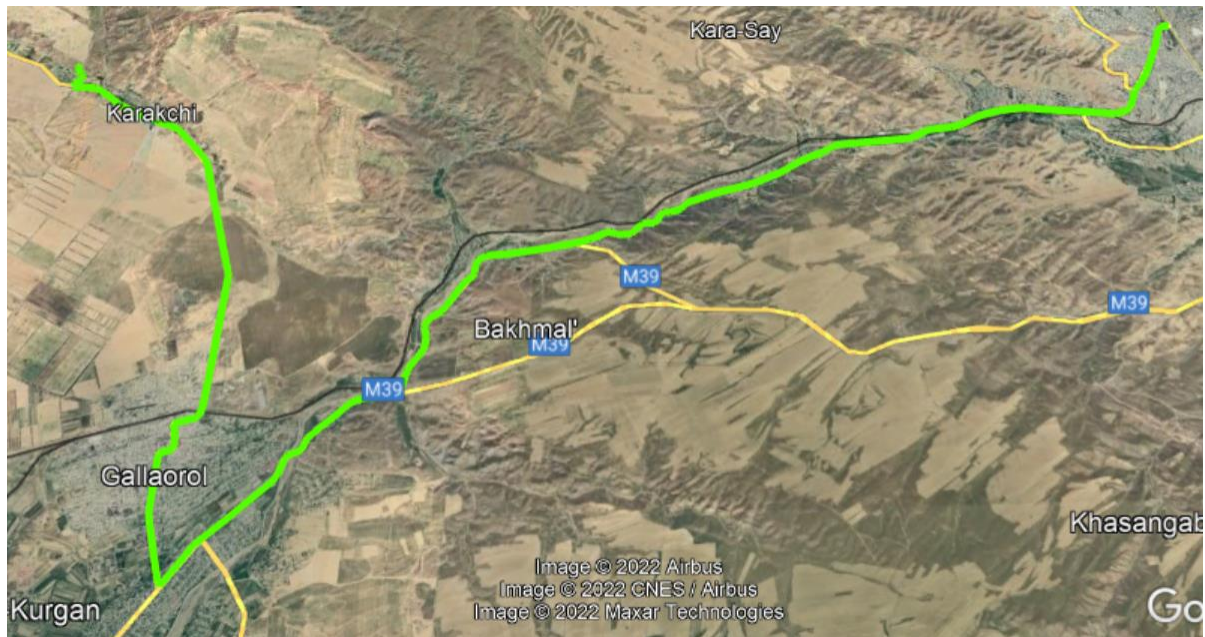 Kara-Say
Karakchi
M39
M39
Bakhmal'
M39
M39
Gallaorol
Khasangab
Image © 2022 Airbus
Image © 2022 CNES / Airbus
Image © 2022 Maxar Technologies
Kurgan
Go